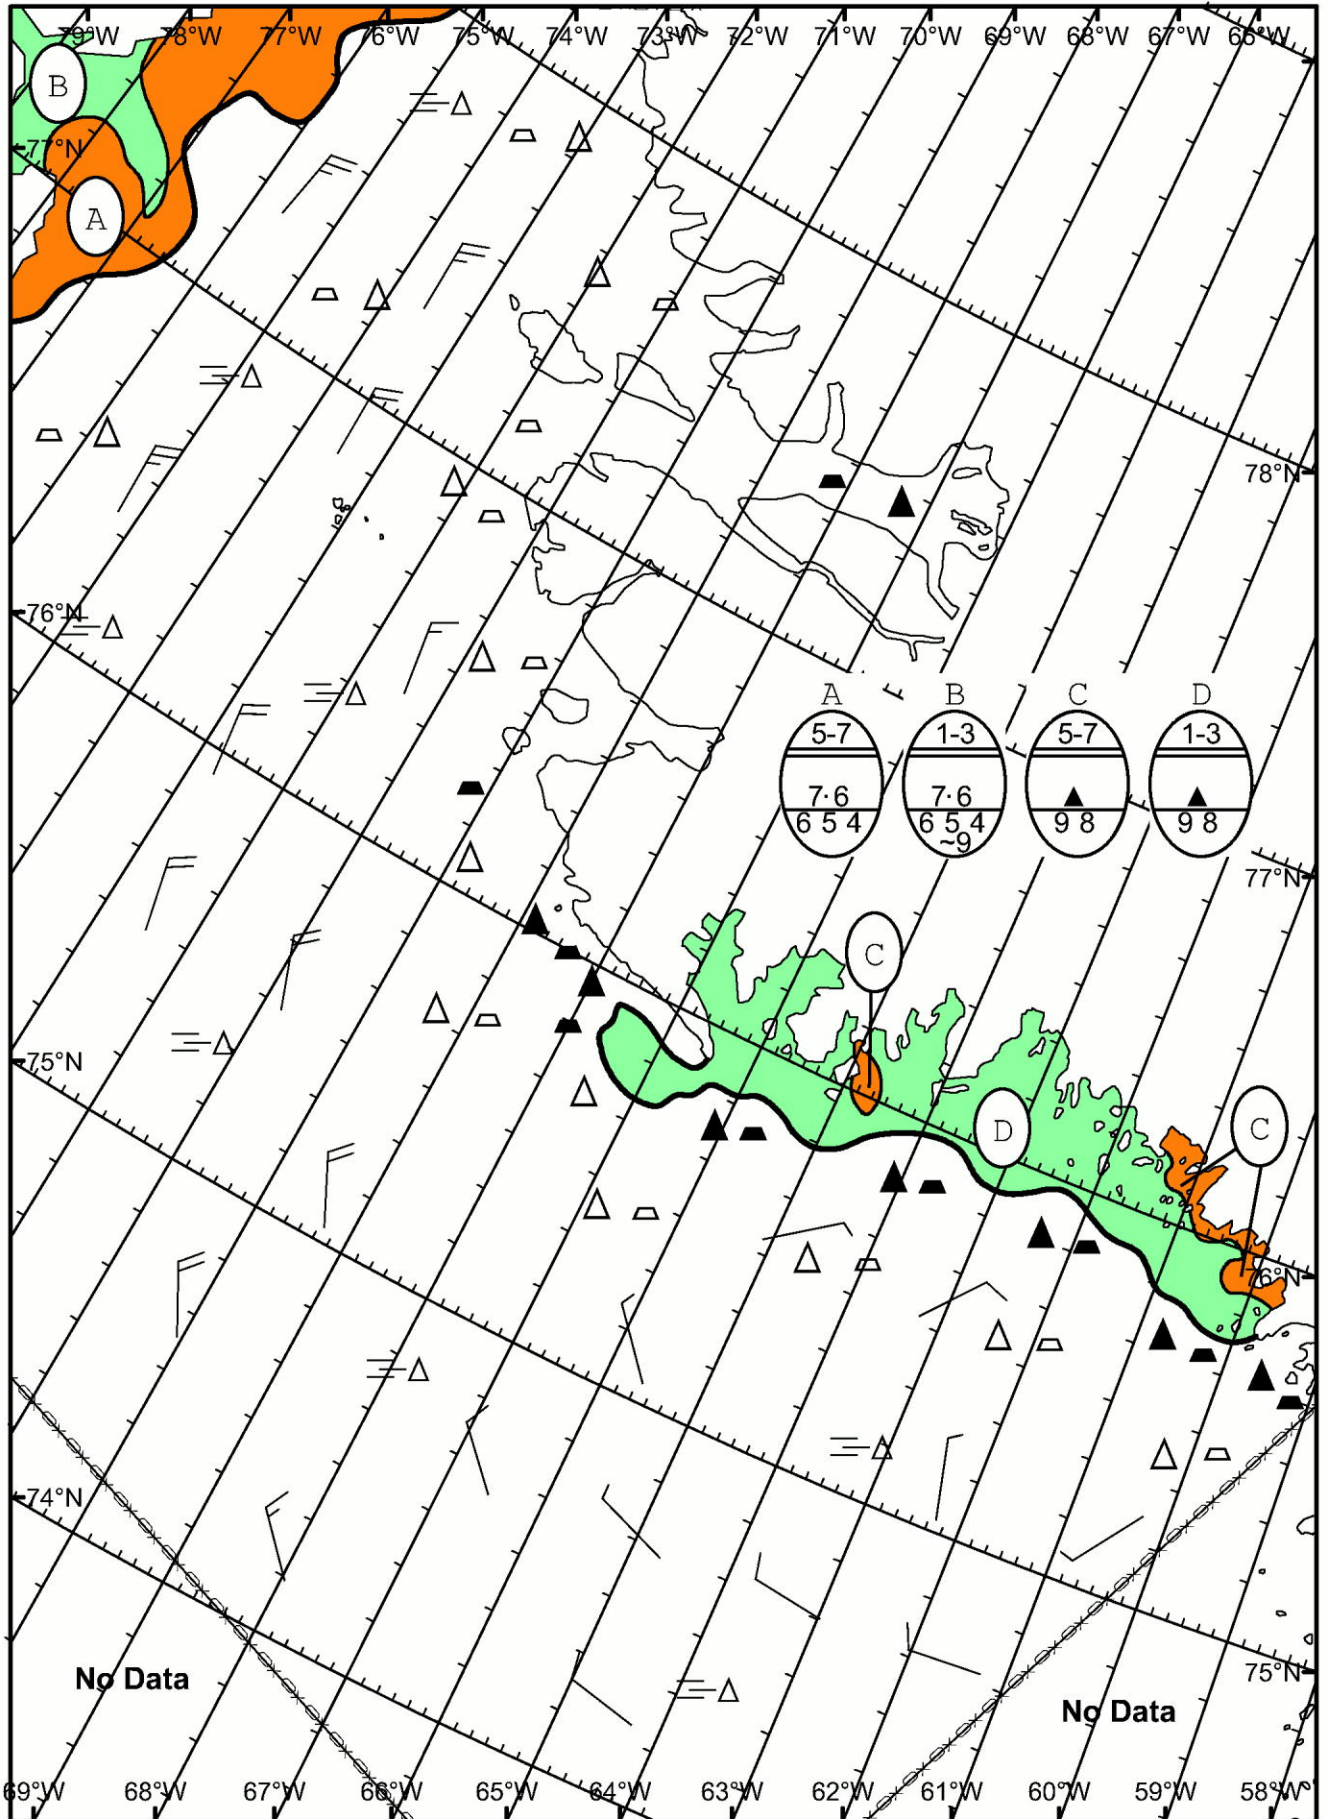 79°W 78°W 77°W 76°W 75°W 74°W 73°W 72°W 71°W 70°W 69°W 68°W 67°W 66°W
B
77°N
A
78°N
76°N
A B C D
5-7 1-3 5-7 1-3
7·6 7·6 ▲ ▲
6 5 4 6 5 4 9 8 9 8
~9
77°N
C
75°N
D C
76°N
74°N
75°N
No Data
No Data
69°W 68°W 67°W 66°W 65°W 64°W 63°W 62°W 61°W 60°W 59°W 58°W